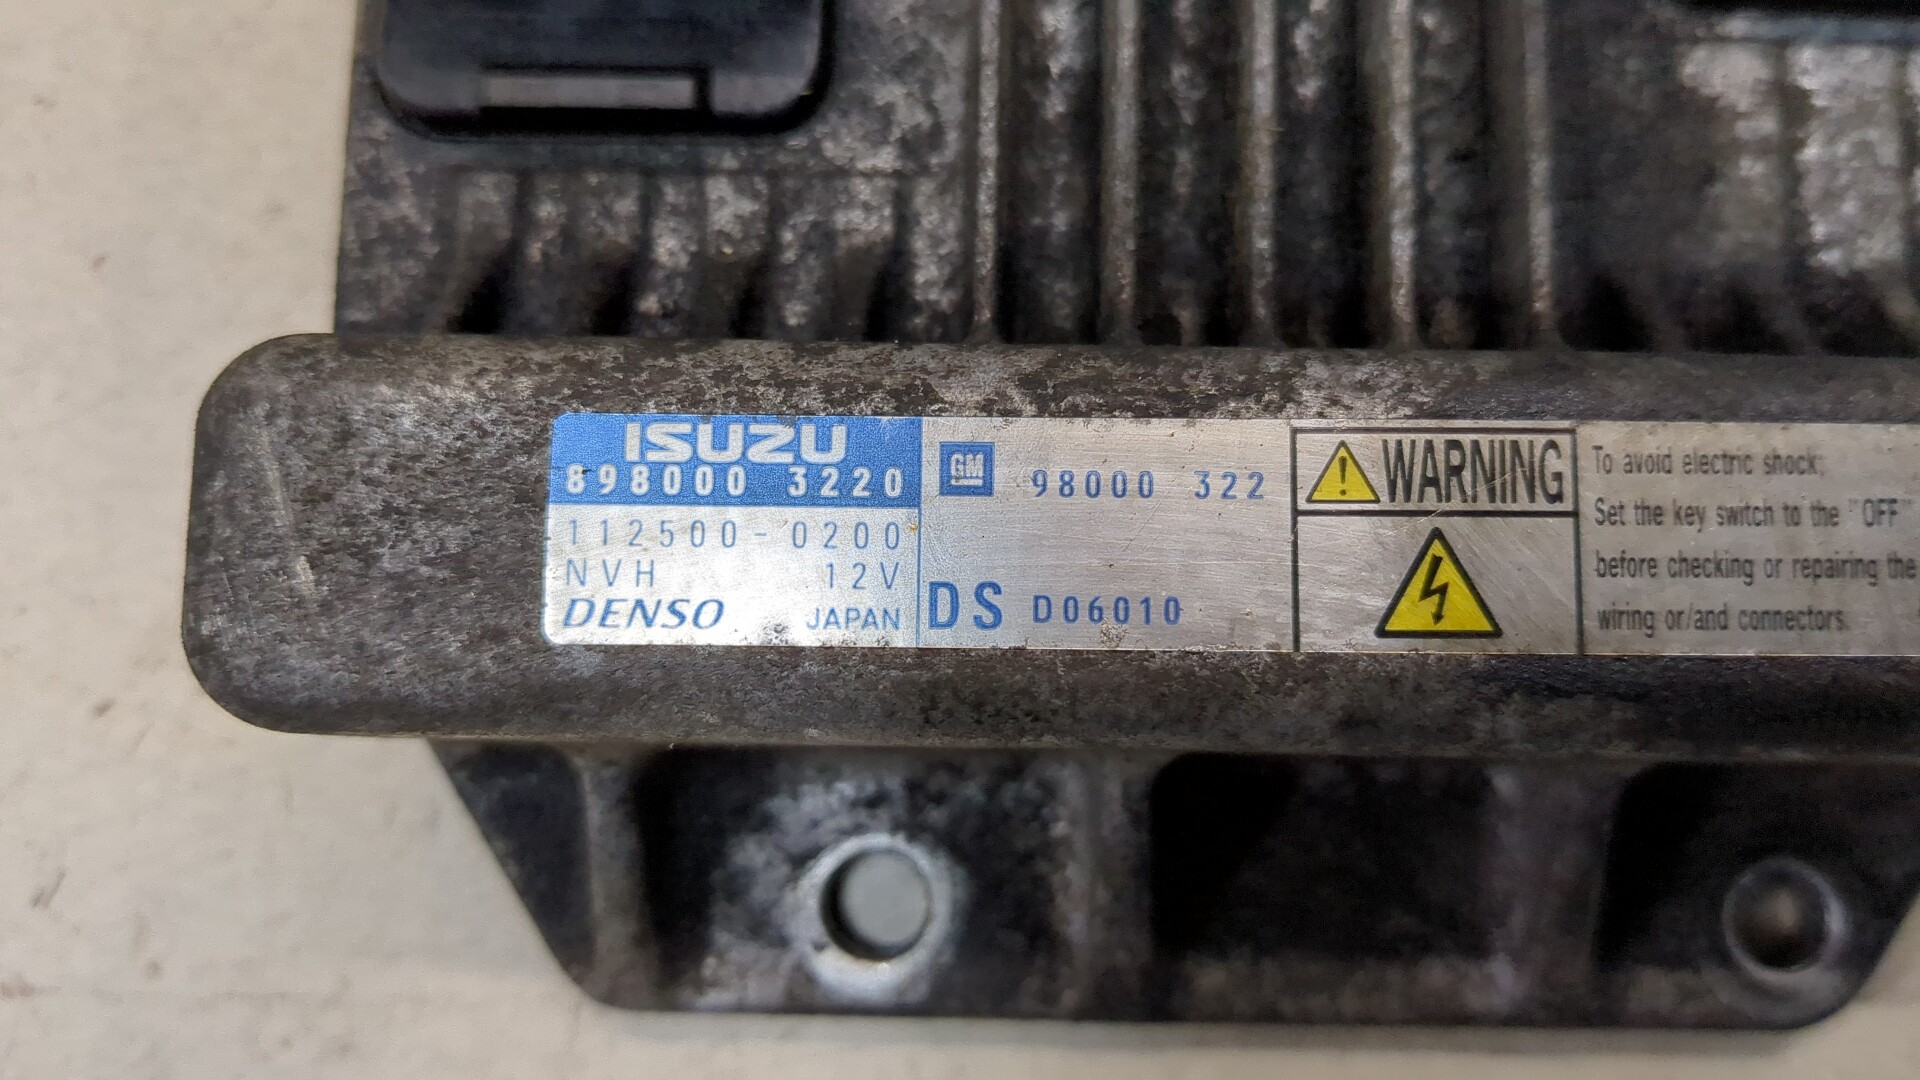 ISUZU
898000 3220
112500-0200
NVH 12V
DENSO JAPAN
GM 98000 322
DS D06010
WARNING
To avoid electric shock;
Set the key switch to the "OFF"
before checking or repairing the
wiring or/and connectors.